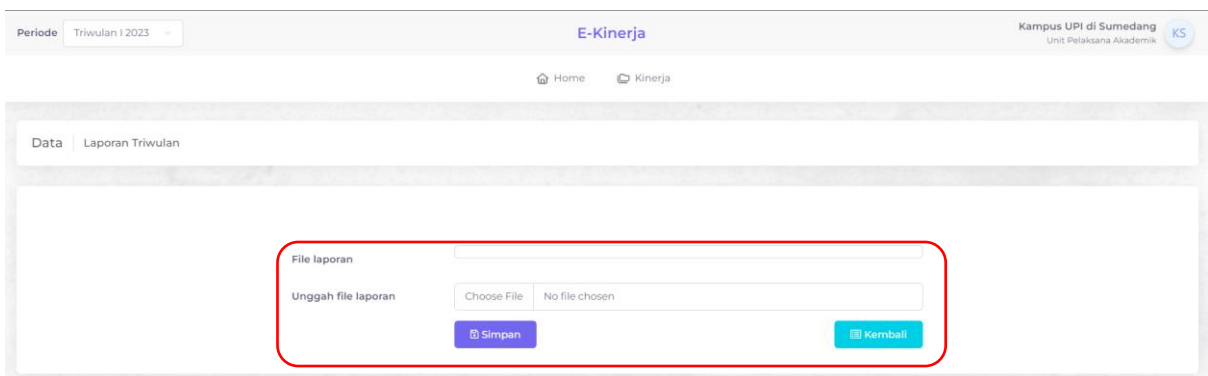 Periode Triwulan I 2023 E-Kinerja Kampus UPI di Sumedang KS
Unit Pelaksana Akademik
Home Kinerja
Data Laporan Triwulan
File laporan
Unggah file laporan Choose File No file chosen
Simpan Kembali